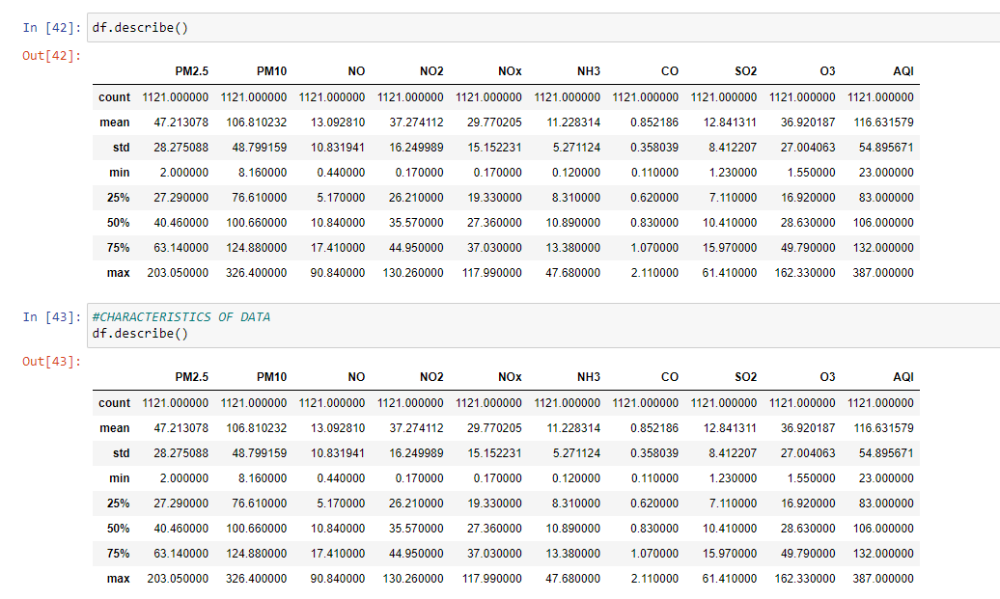 In [42]: df.describe()
Out[42]:
PM2.5 PM10 NO NO2 NOx NH3 CO SO2 O3 AQI
count 1121.000000 1121.000000 1121.000000 1121.000000 1121.000000 1121.000000 1121.000000 1121.000000 1121.000000 1121.000000
mean 47.213078 106.810232 13.092810 37.274112 29.770205 11.228314 0.852186 12.841311 36.920187 116.631579
std 28.275088 48.799159 10.831941 16.249989 15.152231 5.271124 0.358039 8.412207 27.004063 54.895671
min 2.000000 8.160000 0.440000 0.170000 0.170000 0.120000 0.110000 1.230000 1.550000 23.000000
25% 27.290000 76.610000 5.170000 26.210000 19.330000 8.310000 0.620000 7.110000 16.920000 83.000000
50% 40.460000 100.660000 10.840000 35.570000 27.360000 10.890000 0.830000 10.410000 28.630000 106.000000
75% 63.140000 124.880000 17.410000 44.950000 37.030000 13.380000 1.070000 15.970000 49.790000 132.000000
max 203.050000 326.400000 90.840000 130.260000 117.990000 47.680000 2.110000 61.410000 162.330000 387.000000
In [43]: #CHARACTERISTICS OF DATA
df.describe()
Out[43]:
PM2.5 PM10 NO NO2 NOx NH3 CO SO2 O3 AQI
count 1121.000000 1121.000000 1121.000000 1121.000000 1121.000000 1121.000000 1121.000000 1121.000000 1121.000000 1121.000000
mean 47.213078 106.810232 13.092810 37.274112 29.770205 11.228314 0.852186 12.841311 36.920187 116.631579
std 28.275088 48.799159 10.831941 16.249989 15.152231 5.271124 0.358039 8.412207 27.004063 54.895671
min 2.000000 8.160000 0.440000 0.170000 0.170000 0.120000 0.110000 1.230000 1.550000 23.000000
25% 27.290000 76.610000 5.170000 26.210000 19.330000 8.310000 0.620000 7.110000 16.920000 83.000000
50% 40.460000 100.660000 10.840000 35.570000 27.360000 10.890000 0.830000 10.410000 28.630000 106.000000
75% 63.140000 124.880000 17.410000 44.950000 37.030000 13.380000 1.070000 15.970000 49.790000 132.000000
max 203.050000 326.400000 90.840000 130.260000 117.990000 47.680000 2.110000 61.410000 162.330000 387.000000